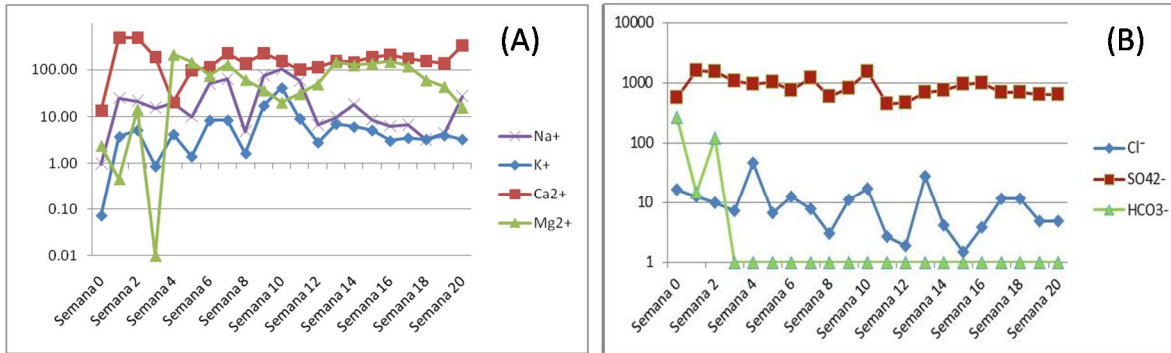 (A)
100.00
10.00
1.00
0.10
0.01
Semana 0
Semana 2
Semana 4
Semana 6
Semana 8
Semana 10
Semana 12
Semana 14
Semana 16
Semana 18
Semana 20
Na+
K+
Ca2+
Mg2+
(B)
10000
1000
100
10
1
Semana 0
Semana 2
Semana 4
Semana 6
Semana 8
Semana 10
Semana 12
Semana 14
Semana 16
Semana 18
Semana 20
Cl⁻
SO42-
HCO3-